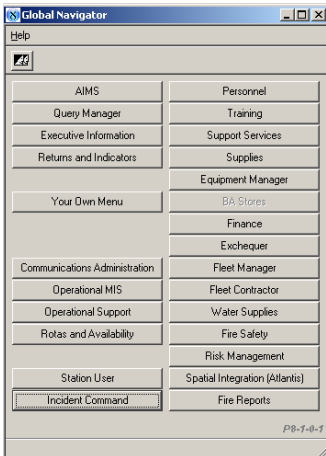 Global Navigator
Help
AIMS
Personnel
Query Manager
Training
Executive Information
Support Services
Returns and Indicators
Supplies
Equipment Manager
Your Own Menu
BA Stores
Finance
Exchequer
Communications Administration
Fleet Manager
Operational MIS
Fleet Contractor
Operational Support
Water Supplies
Rotas and Availability
Fire Safety
Risk Management
Station User
Spatial Integration (Atlantis)
Incident Command
Fire Reports
P8-1-0-1